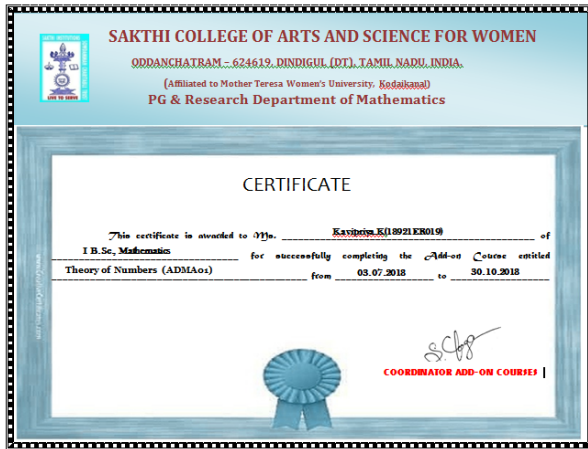 SAKTHI COLLEGE OF ARTS AND SCIENCE FOR WOMEN
ODDANCHATRAM – 624619. DINDIGUL (DT). TAMIL NADU. INDIA.
(Affiliated to Mother Teresa Women's University, Kodaikanal)
PG & Research Department of Mathematics
LIVE TO SERVE
CERTIFICATE
This certificate is awarded to Ms. Kavipriya K(18921ER019) of
I B.Sc, Mathematics for successfully completing the Add-on Course entitled
Theory of Numbers (ADMA01) from 03.07.2018 to 30.10.2018
COORDINATOR ADD-ON COURSES